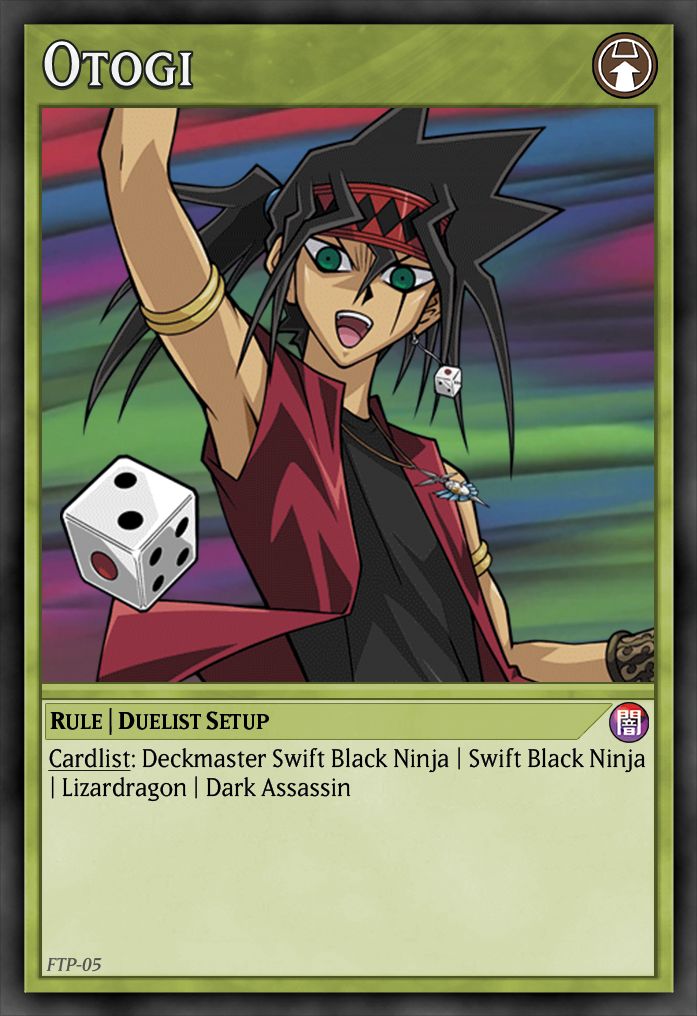 Otogi
Rule | Duelist Setup
闇
Cardlist: Deckmaster Swift Black Ninja | Swift Black Ninja
| Lizardragon | Dark Assassin
FTP-05